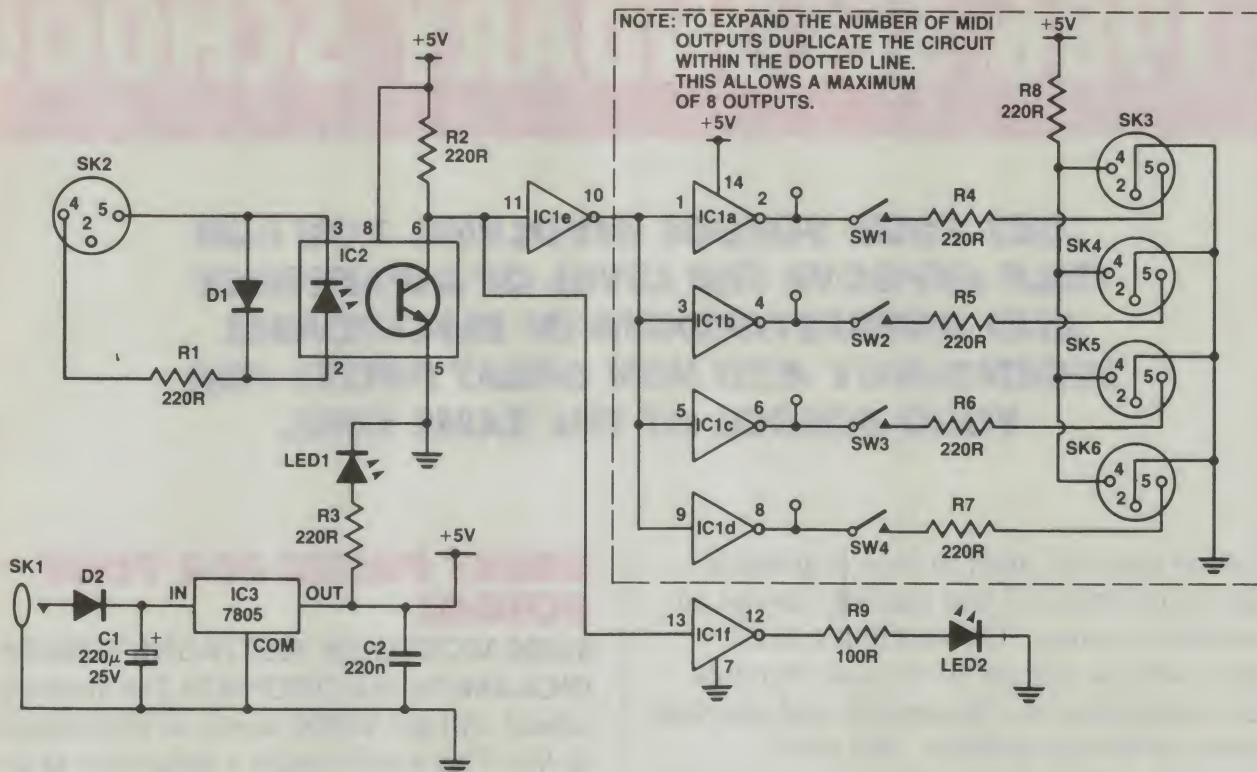 NOTE: TO EXPAND THE NUMBER OF MIDI
OUTPUTS DUPLICATE THE CIRCUIT
WITHIN THE DOTTED LINE.
THIS ALLOWS A MAXIMUM
OF 8 OUTPUTS.
+5V
R2
220R
SK2
4
2
5
D1
R1
220R
3
8
6
IC2
2
5
11
IC1e
10
+5V
14
1
IC1a
2
SW1
R4
220R
3
IC1b
4
SW2
R5
220R
5
IC1c
6
SW3
R6
220R
9
IC1d
8
SW4
R7
220R
+5V
R8
220R
SK3
4
5
2
SK4
4
5
2
SK5
4
5
2
SK6
4
5
2
LED1
R3
220R
+5V
SK1
D2
C1
220μ
25V
+
IN
IC3
7805
OUT
COM
C2
220n
13
IC1f
12
7
R9
100R
LED2